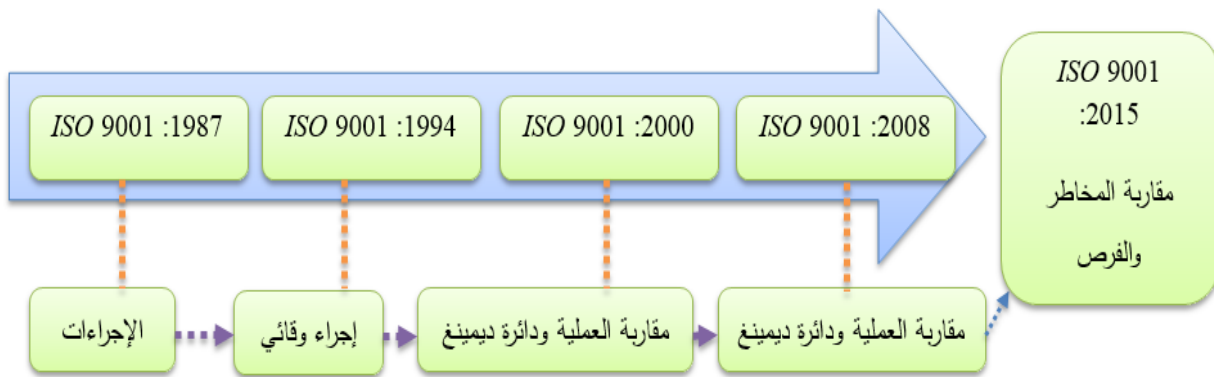 ISO 9001 :1987
ISO 9001 :1994
ISO 9001 :2000
ISO 9001 :2008
ISO 9001
:2015
مقاربة المخاطر
والفرص
الإجراءات
إجراء وقائي
مقاربة العملية ودائرة ديمينغ
مقاربة العملية ودائرة ديمينغ